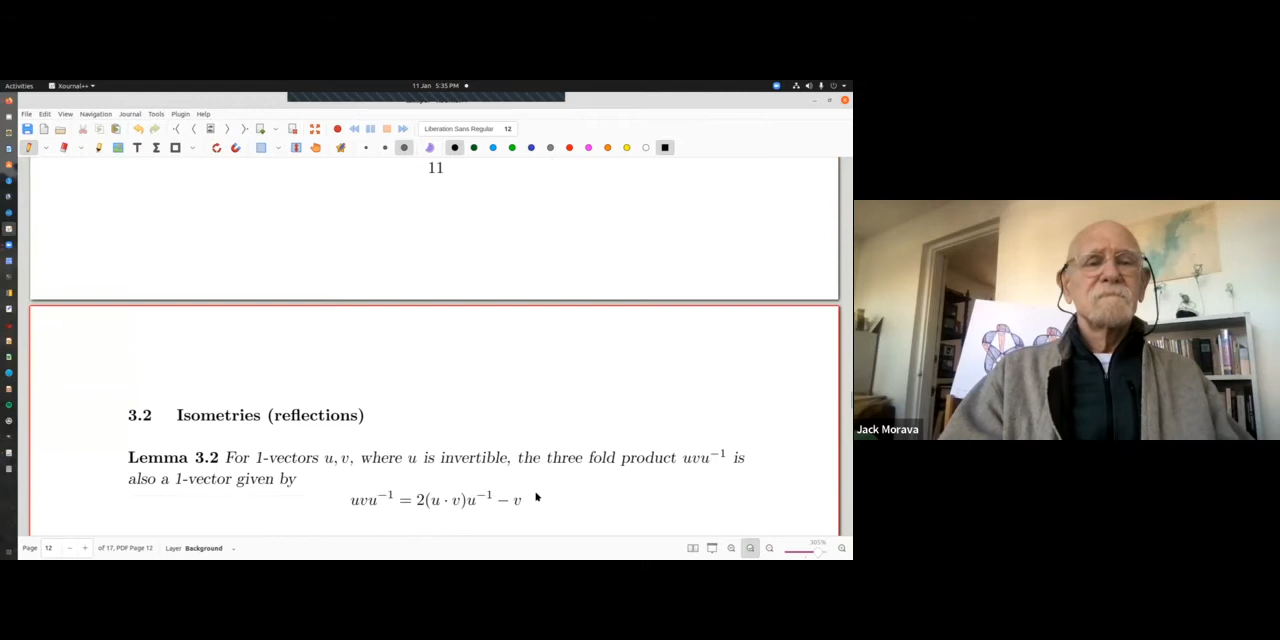 Activities
Xournal++
11 Jan 5:35 PM
File Edit View Navigation Journal Tools Plugin Help
Liberation Sans Regular 12
11
3.2 Isometries (reflections)
Lemma 3.2 For 1-vectors u, v, where u is invertible, the three fold product uvu⁻¹ is
also a 1-vector given by
uvu⁻¹ = 2(u · v)u⁻¹ − v
Page 12 of 17, PDF Page 12 Layer Background
305%
Jack Morava